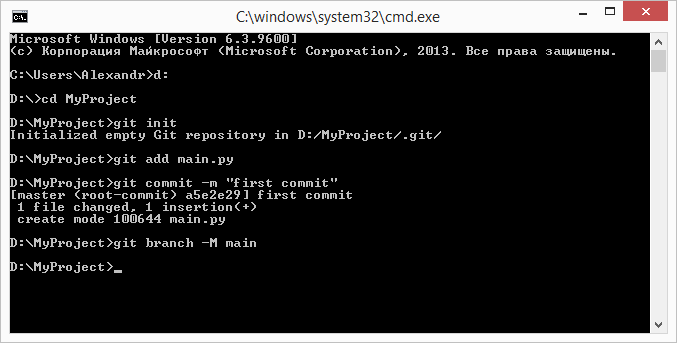 C:\windows\system32\cmd.exe
Microsoft Windows [Version 6.3.9600]
(c) Корпорация Майкрософт (Microsoft Corporation), 2013. Все права защищены.
C:\Users\Alexandr>d:
D:\>cd MyProject
D:\MyProject>git init
Initialized empty Git repository in D:/MyProject/.git/
D:\MyProject>git add main.py
D:\MyProject>git commit -m "first commit"
[master (root-commit) a5e2e29] first commit
 1 file changed, 1 insertion(+)
 create mode 100644 main.py
D:\MyProject>git branch -M main
D:\MyProject>_